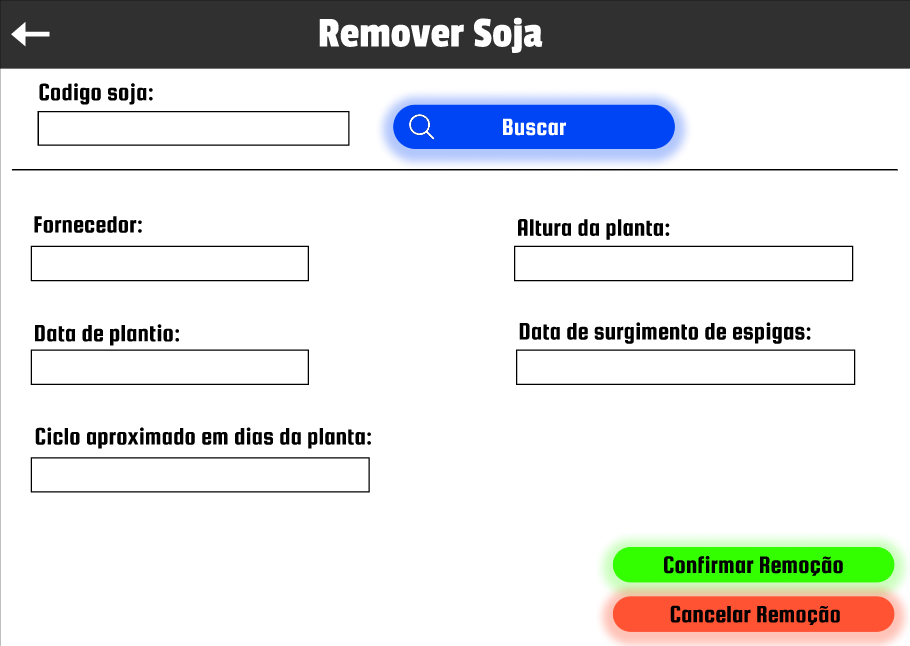 Remover Soja
Codigo soja:
Buscar
Fornecedor:
Altura da planta:
Data de plantio:
Data de surgimento de espigas:
Ciclo aproximado em dias da planta:
Confirmar Remoção
Cancelar Remoção